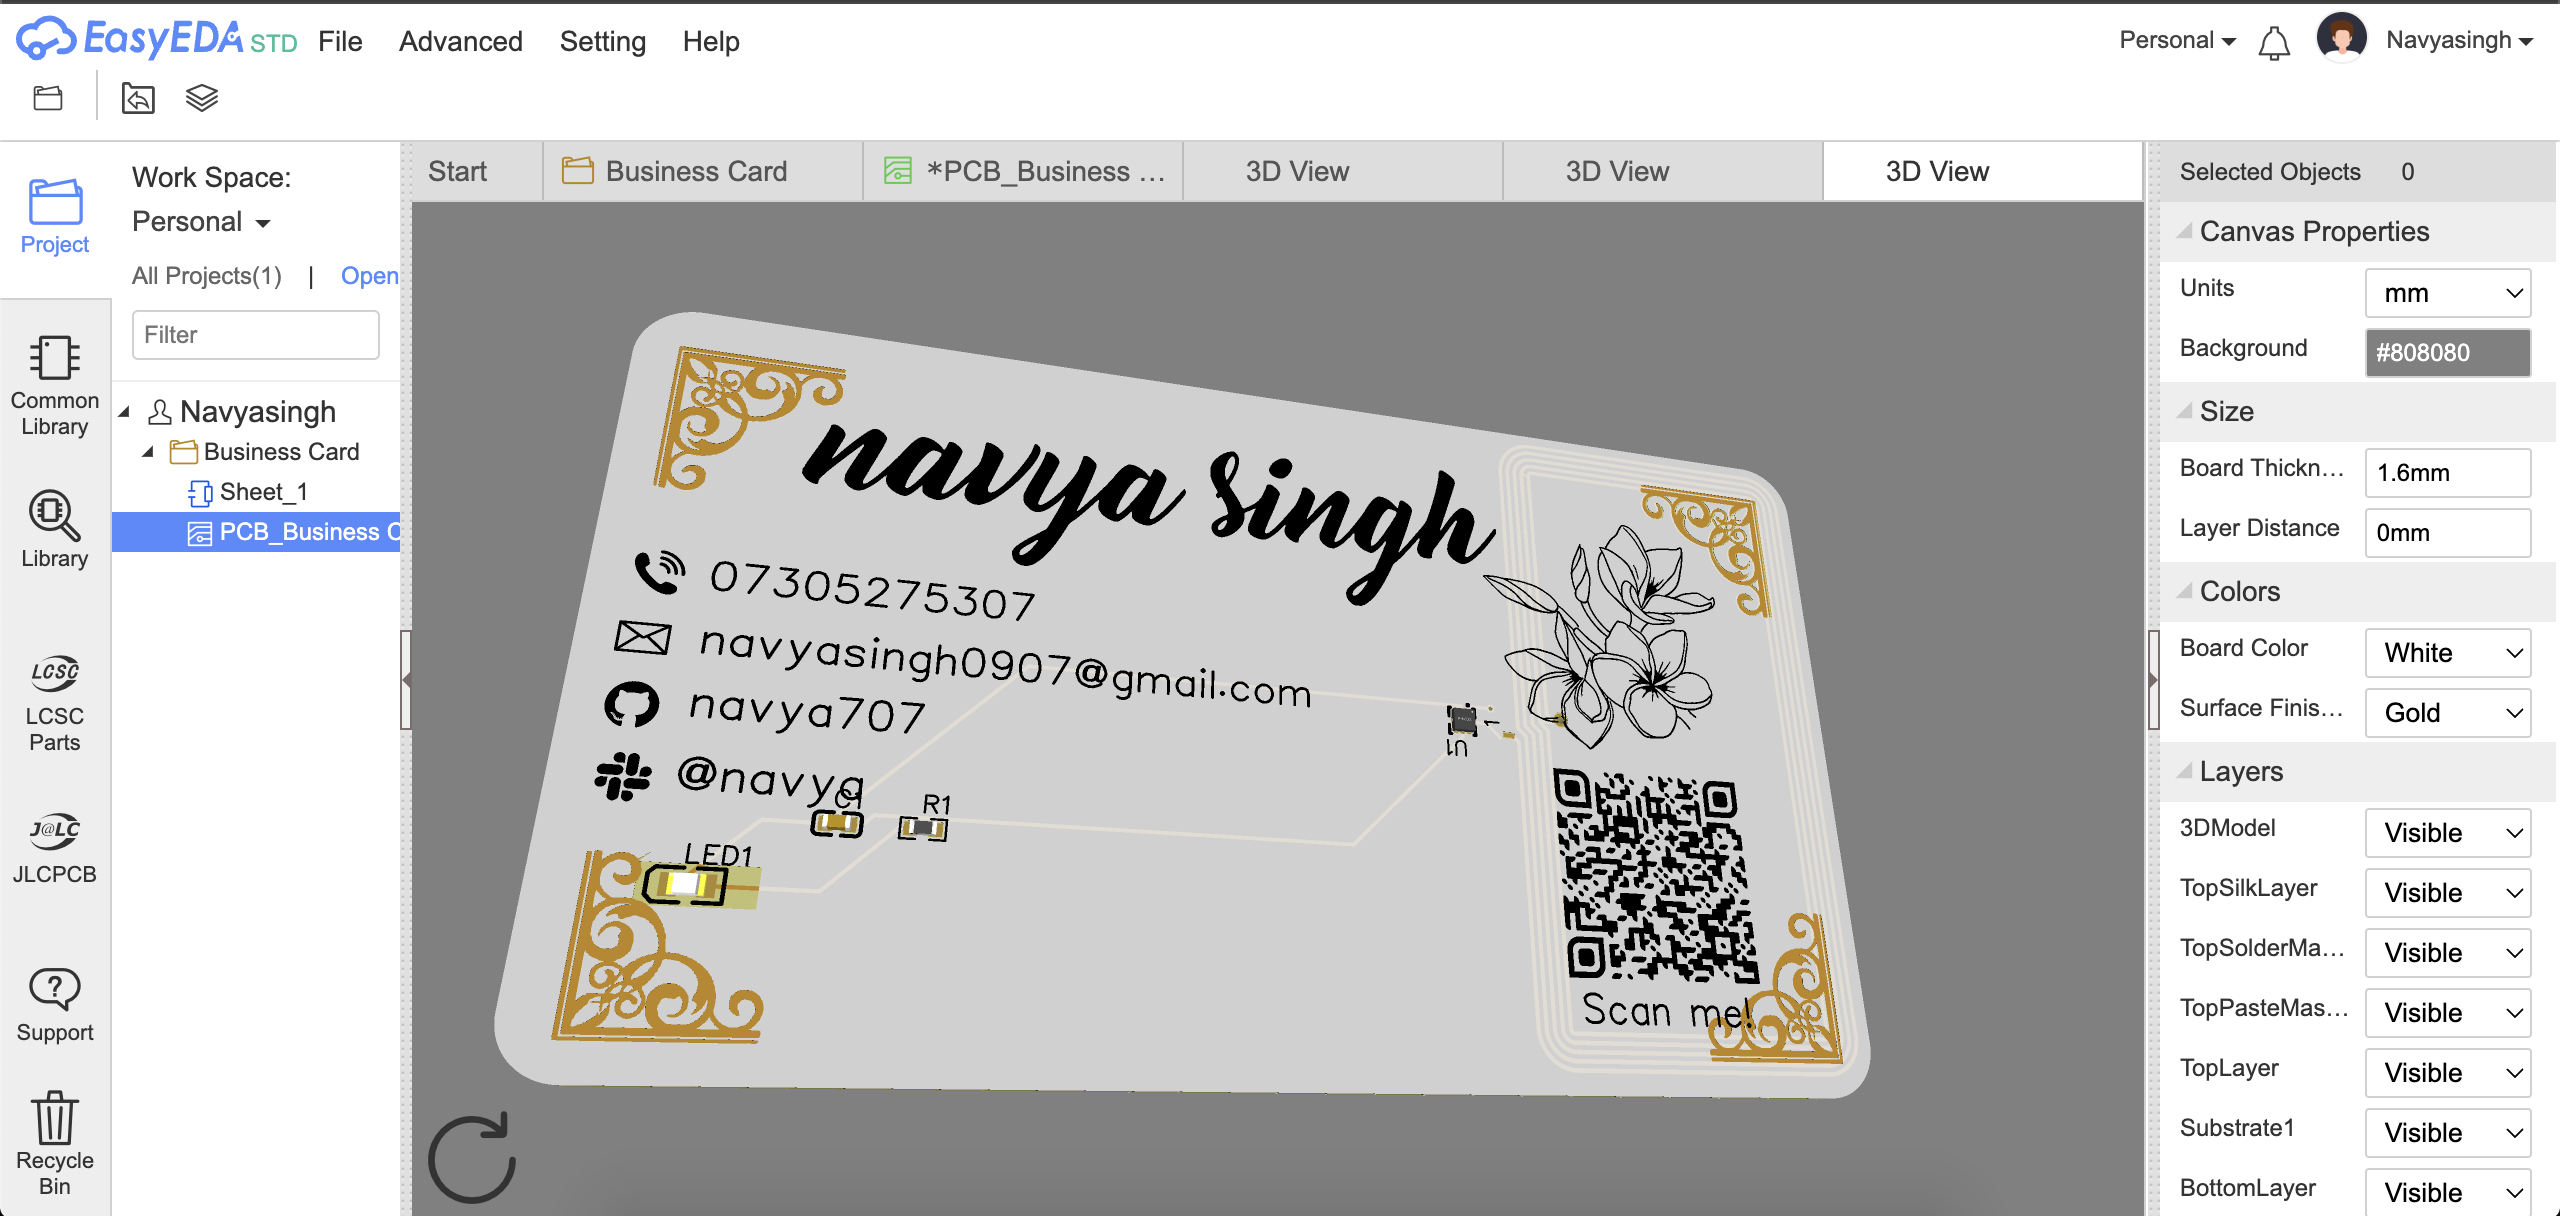 EasyEDA STD File Advanced Setting Help
Personal Navyasingh
Project
Common Library
Library
LCSC
LCSC Parts
J@LC
JLCPCB
Support
Recycle Bin
Work Space:
Personal
All Projects(1) | Open
Filter
Navyasingh
Business Card
Sheet_1
PCB_Business C
Start Business Card *PCB_Business ... 3D View 3D View 3D View
navya singh
07305275307
navyasingh0907@gmail.com
navya707
@navya
C1
R1
LED1
U1
1
Scan me!
Selected Objects 0
Canvas Properties
Units mm
Background #808080
Size
Board Thickn... 1.6mm
Layer Distance 0mm
Colors
Board Color White
Surface Finis... Gold
Layers
3DModel Visible
TopSilkLayer Visible
TopSolderMa... Visible
TopPasteMas... Visible
TopLayer Visible
Substrate1 Visible
BottomLayer Visible